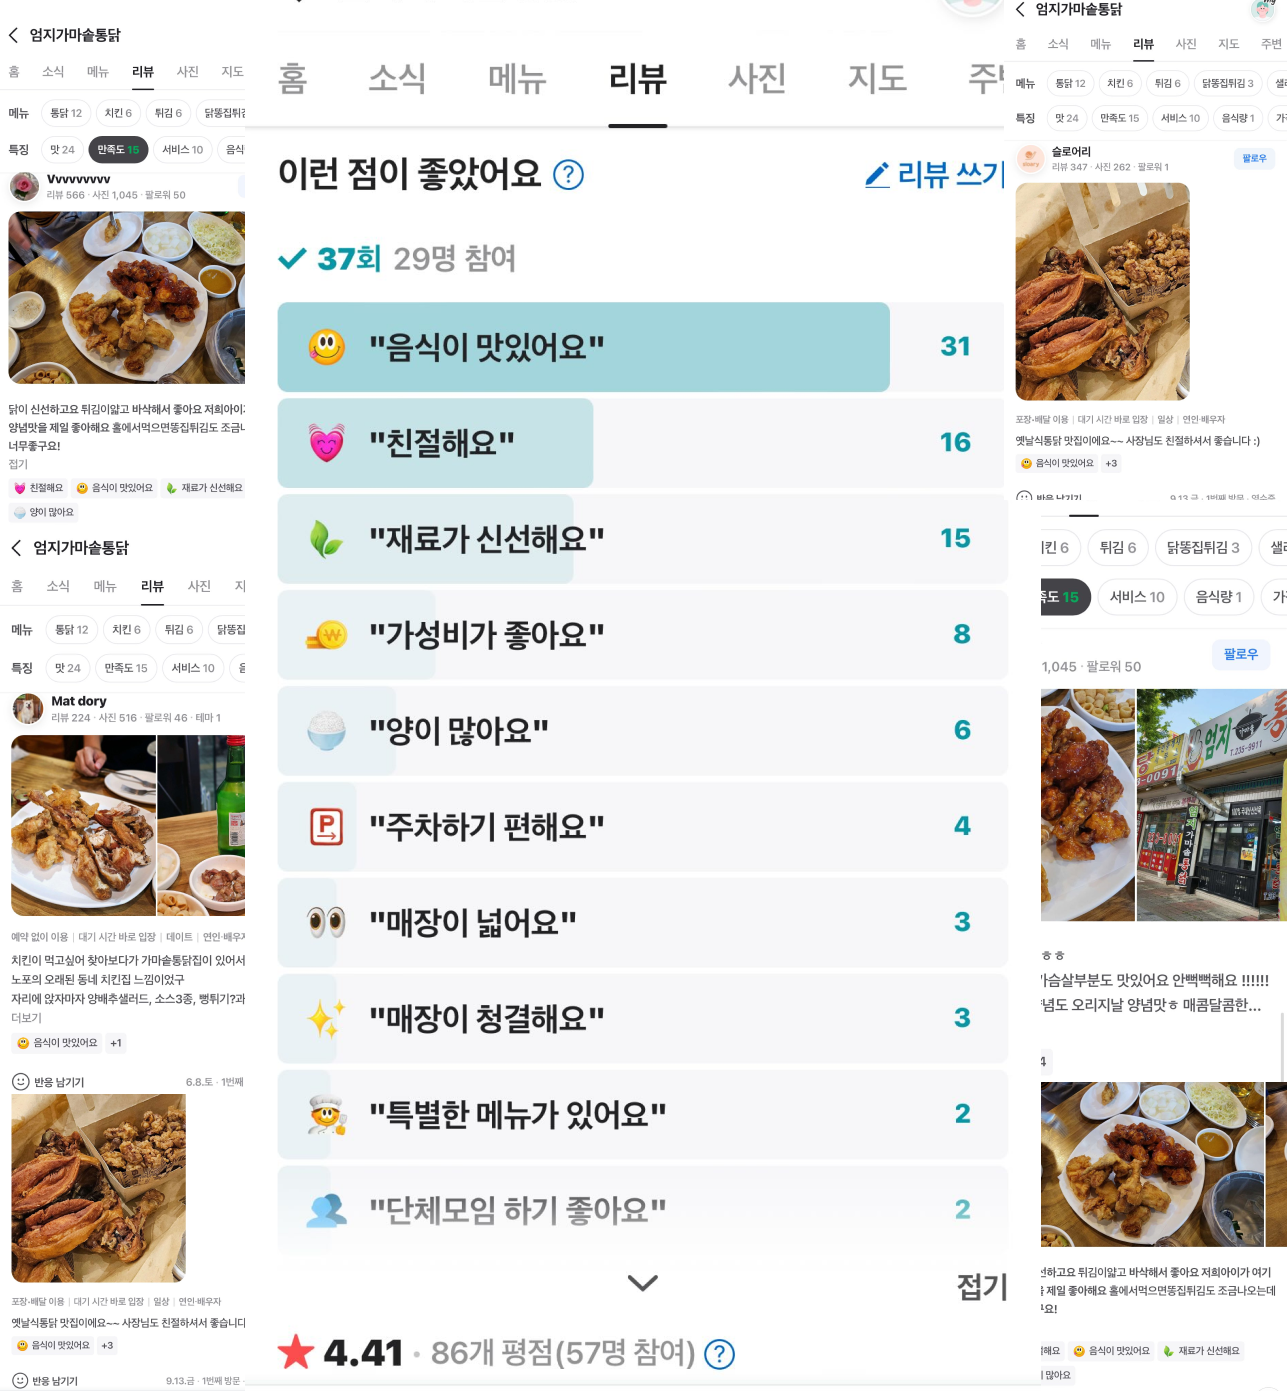 엄지가마솥통닭
홈 소식 메뉴 리뷰 사진 지도
메뉴 통닭 12 치킨 6 튀김 6 닭똥집튀김
특징 맛 24 만족도 15 서비스 10 음식
Vvvvvvvvv
리뷰 566 · 사진 1,045 · 팔로워 50
닭이 신선하고요 튀김이얇고 바삭해서 좋아요 저희아이
양념맛을 제일 좋아해요 홀에서먹으면똥집튀김도 조금
너무좋구요!
접기
친절해요 음식이 맛있어요 재료가 신선해요
양이 많아요
엄지가마솥통닭
홈 소식 메뉴 리뷰 사진 지
메뉴 통닭 12 치킨 6 튀김 6 닭똥집
특징 맛 24 만족도 15 서비스 10 음
Mat dory
리뷰 224 · 사진 516 · 팔로워 46 · 테마 1
예약 없이 이용 | 대기 시간 바로 입장 | 데이트 | 연인·배우자
치킨이 먹고싶어 찾아보다가 가마솥통닭집이 있어서
노포의 오래된 동네 치킨집 느낌이었구
자리에 앉자마자 양배추샐러드, 소스3종, 뻥튀기?과
더보기
음식이 맛있어요 +1
반응 남기기 6.8.토 · 1번째
포장·배달 이용 | 대기 시간 바로 입장 | 일상 | 연인·배우자
옛날식통닭 맛집이에요~~ 사장님도 친절하셔서 좋습니다
음식이 맛있어요 +3
반응 남기기 9.13.금 · 1번째 방문 ·
홈 소식 메뉴 리뷰 사진 지도 주변
이런 점이 좋았어요 ? 리뷰 쓰기
37회 29명 참여
"음식이 맛있어요" 31
"친절해요" 16
"재료가 신선해요" 15
"가성비가 좋아요" 8
"양이 많아요" 6
P "주차하기 편해요" 4
"매장이 넓어요" 3
"매장이 청결해요" 3
"특별한 메뉴가 있어요" 2
"단체모임 하기 좋아요" 2
접기
4.41 · 86개 평점(57명 참여) ?
엄지가마솥통닭
홈 소식 메뉴 리뷰 사진 지도 주변
메뉴 통닭 12 치킨 6 튀김 6 닭똥집튀김 3 샐
특징 맛 24 만족도 15 서비스 10 음식량 1 가
슬로어리
리뷰 347 · 사진 262 · 팔로워 1
팔로우
포장·배달 이용 | 대기 시간 바로 입장 | 일상 | 연인·배우자
옛날식통닭 맛집이에요~~ 사장님도 친절하셔서 좋습니다 :)
음식이 맛있어요 +3
반응 남기기 9.13.금 · 1번째 방문 · 영수증
치킨 6 튀김 6 닭똥집튀김 3 샐
족도 15 서비스 10 음식량 1 가
1,045 · 팔로워 50
팔로우
엄지
T.235-9911
ㅎㅎ
가슴살부분도 맛있어요 안뻑뻑해요 !!!!!!
념도 오리지날 양념맛ㅎ 매콤달콤한...
4
선하고요 튀김이얇고 바삭해서 좋아요 저희아이가 여기
제일 좋아해요 홀에서먹으면똥집튀김도 조금나오는데
구요!
해요 음식이 맛있어요 재료가 신선해요
많아요